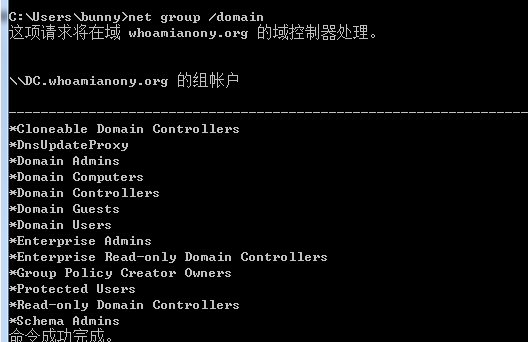 C:\Users\bunny>net group /domain
这项请求将在域 whoamianony.org 的域控制器处理。
\\DC.whoamianony.org 的组帐户
-------------------------------------------------------------------------------
*Cloneable Domain Controllers
*DnsUpdateProxy
*Domain Admins
*Domain Computers
*Domain Controllers
*Domain Guests
*Domain Users
*Enterprise Admins
*Enterprise Read-only Domain Controllers
*Group Policy Creator Owners
*Protected Users
*Read-only Domain Controllers
*Schema Admins
命令成功完成。